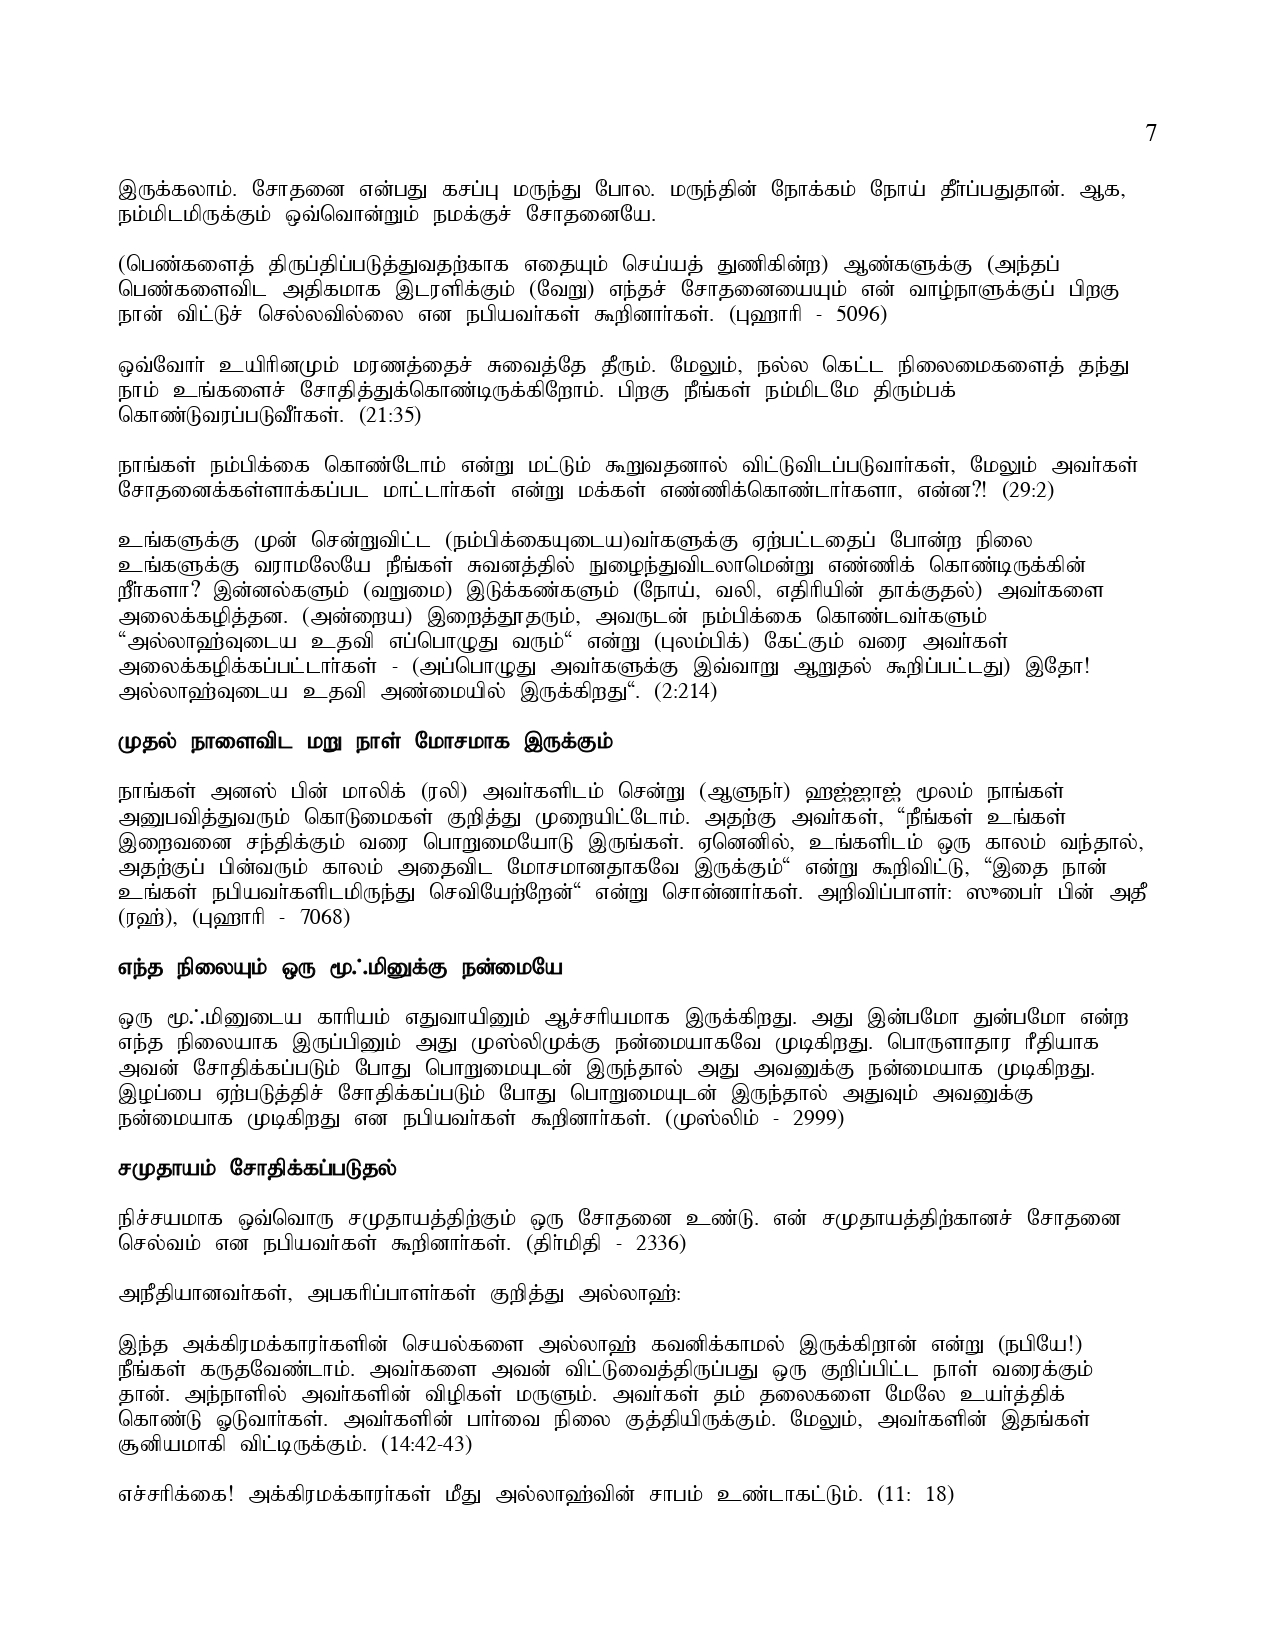 7
இருக்கலாம். சோதனை என்பது கசப்பு மருந்து போல. மருந்தின் நோக்கம் நோய் தீர்ப்பதுதான். ஆக,
நம்மிடமிருக்கும் ஒவ்வொன்றும் நமக்குச் சோதனையே.
(பெண்களைத் திருப்திப்படுத்துவதற்காக எதையும் செய்யத் துணிகின்ற) ஆண்களுக்கு (அந்தப்
பெண்களைவிட அதிகமாக இடரளிக்கும் (வேறு) எந்தச் சோதனையையும் என் வாழ்நாளுக்குப் பிறகு
நான் விட்டுச் செல்லவில்லை என நபியவர்கள் கூறினார்கள். (புஹாரி - 5096)
ஒவ்வோர் உயிரினமும் மரணத்தைச் சுவைத்தே தீரும். மேலும், நல்ல கெட்ட நிலைமைகளைத் தந்து
நாம் உங்களைச் சோதித்துக்கொண்டிருக்கிறோம். பிறகு நீங்கள் நம்மிடமே திரும்பக்
கொண்டுவரப்படுவீர்கள். (21:35)
நாங்கள் நம்பிக்கை கொண்டோம் என்று மட்டும் கூறுவதனால் விட்டுவிடப்படுவார்கள், மேலும் அவர்கள்
சோதனைக்கள்ளாக்கப்பட மாட்டார்கள் என்று மக்கள் எண்ணிக்கொண்டார்களா, என்ன?! (29:2)
உங்களுக்கு முன் சென்றுவிட்ட (நம்பிக்கையுடைய)வர்களுக்கு ஏற்பட்டதைப் போன்ற நிலை
உங்களுக்கு வராமலேயே நீங்கள் சுவனத்தில் நுழைந்துவிடலாமென்று எண்ணிக் கொண்டிருக்கின்
றீர்களா? இன்னல்களும் (வறுமை) இடுக்கண்களும் (நோய், வலி, எதிரியின் தாக்குதல்) அவர்களை
அலைக்கழித்தன. (அன்றைய) இறைத்தூதரும், அவருடன் நம்பிக்கை கொண்டவர்களும்
“அல்லாஹ்வுடைய உதவி எப்பொழுது வரும்“ என்று (புலம்பிக்) கேட்கும் வரை அவர்கள்
அலைக்கழிக்கப்பட்டார்கள் - (அப்பொழுது அவர்களுக்கு இவ்வாறு ஆறுதல் கூறிப்பட்டது) இதோ!
அல்லாஹ்வுடைய உதவி அண்மையில் இருக்கிறது“. (2:214)
முதல் நாளைவிட மறு நாள் மோசமாக இருக்கும்
நாங்கள் அனஸ் பின் மாலிக் (ரலி) அவர்களிடம் சென்று (ஆளுநர்) ஹஜ்ஜாஜ் மூலம் நாங்கள்
அனுபவித்துவரும் கொடுமைகள் குறித்து முறையிட்டோம். அதற்கு அவர்கள், “நீங்கள் உங்கள்
இறைவனை சந்திக்கும் வரை பொறுமையோடு இருங்கள். ஏனெனில், உங்களிடம் ஒரு காலம் வந்தால்,
அதற்குப் பின்வரும் காலம் அதைவிட மோசமானதாகவே இருக்கும்“ என்று கூறிவிட்டு, “இதை நான்
உங்கள் நபியவர்களிடமிருந்து செவியேற்றேன்“ என்று சொன்னார்கள். அறிவிப்பாளர்: ஸுபைர் பின் அதீ
(ரஹ்), (புஹாரி - 7068)
எந்த நிலையும் ஒரு மூஃமினுக்கு நன்மையே
ஒரு மூஃமினுடைய காரியம் எதுவாயினும் ஆச்சரியமாக இருக்கிறது. அது இன்பமோ துன்பமோ என்ற
எந்த நிலையாக இருப்பினும் அது முஸ்லிமுக்கு நன்மையாகவே முடிகிறது. பொருளாதார ரீதியாக
அவன் சோதிக்கப்படும் போது பொறுமையுடன் இருந்தால் அது அவனுக்கு நன்மையாக முடிகிறது.
இழப்பை ஏற்படுத்திச் சோதிக்கப்படும் போது பொறுமையுடன் இருந்தால் அதுவும் அவனுக்கு
நன்மையாக முடிகிறது என நபியவர்கள் கூறினார்கள். (முஸ்லிம் - 2999)
சமுதாயம் சோதிக்கப்படுதல்
நிச்சயமாக ஒவ்வொரு சமுதாயத்திற்கும் ஒரு சோதனை உண்டு. என் சமுதாயத்திற்கானச் சோதனை
செல்வம் என நபியவர்கள் கூறினார்கள். (திர்மிதி - 2336)
அநீதியானவர்கள், அபகரிப்பாளர்கள் குறித்து அல்லாஹ்:
இந்த அக்கிரமக்காரர்களின் செயல்களை அல்லாஹ் கவனிக்காமல் இருக்கிறான் என்று (நபியே!)
நீங்கள் கருதவேண்டாம். அவர்களை அவன் விட்டுவைத்திருப்பது ஒரு குறிப்பிட்ட நாள் வரைக்கும்
தான். அந்நாளில் அவர்களின் விழிகள் மருளும். அவர்கள் தம் தலைகளை மேலே உயர்த்திக்
கொண்டு ஓடுவார்கள். அவர்களின் பார்வை நிலை குத்தியிருக்கும். மேலும், அவர்களின் இதங்கள்
சூனியமாகி விட்டிருக்கும். (14:42-43)
எச்சரிக்கை! அக்கிரமக்காரர்கள் மீது அல்லாஹ்வின் சாபம் உண்டாகட்டும். (11: 18)